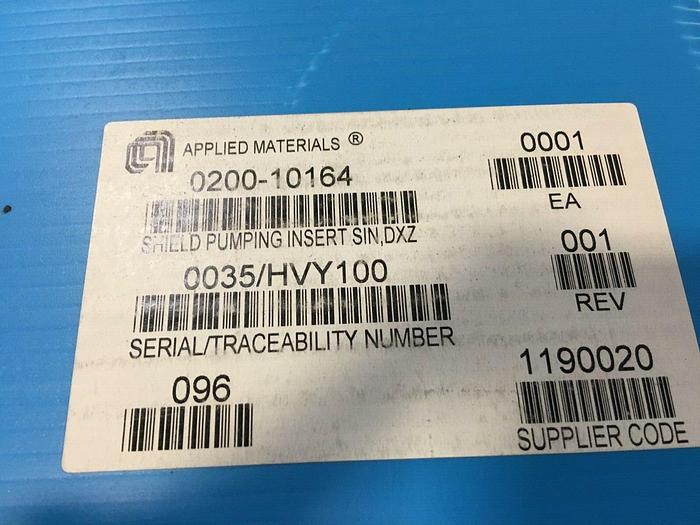 APPLIED MATERIALS ®
0001
0200-10164
EA
SHIELD PUMPING INSERT SIN,DXZ
001
0035/HVY100
REV
SERIAL/TRACEABILITY NUMBER
1190020
096
SUPPLIER CODE